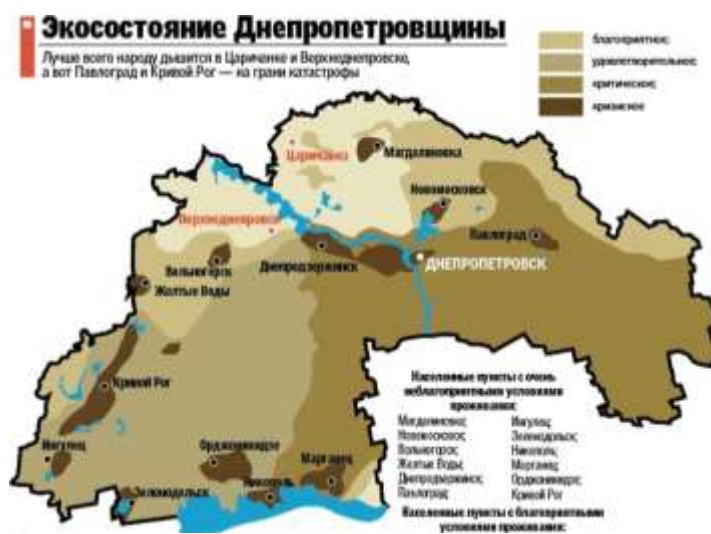 Экосостояние Днепропетровщины
Лучше всего народу дышится в Царичанке и Верхнеднепровске,
а вот Павлоград и Кривой Рог — на грани катастрофы
благоприятное;
удовлетворительное;
критическое;
кризисное
Царичанка
Магдалиновка
Новомосковск
Верхнеднепровск
Павлоград
Вольногорск
Днепродзержинск
ДНЕПРОПЕТРОВСК
Желтые Воды
Кривой Рог
Ингулец
Орджоникидзе
Марганец
Никополь
Зеленодольск
Населенные пункты с очень
неблагоприятными условиями
проживания:
Магдалиновка;
Новомосковск;
Вольногорск;
Желтые Воды;
Днепродзержинск;
Павлоград;
Ингулец;
Зеленодольск;
Никополь;
Марганец;
Орджоникидзе;
Кривой Рог
Населенные пункты с благоприятными
условиями проживания: